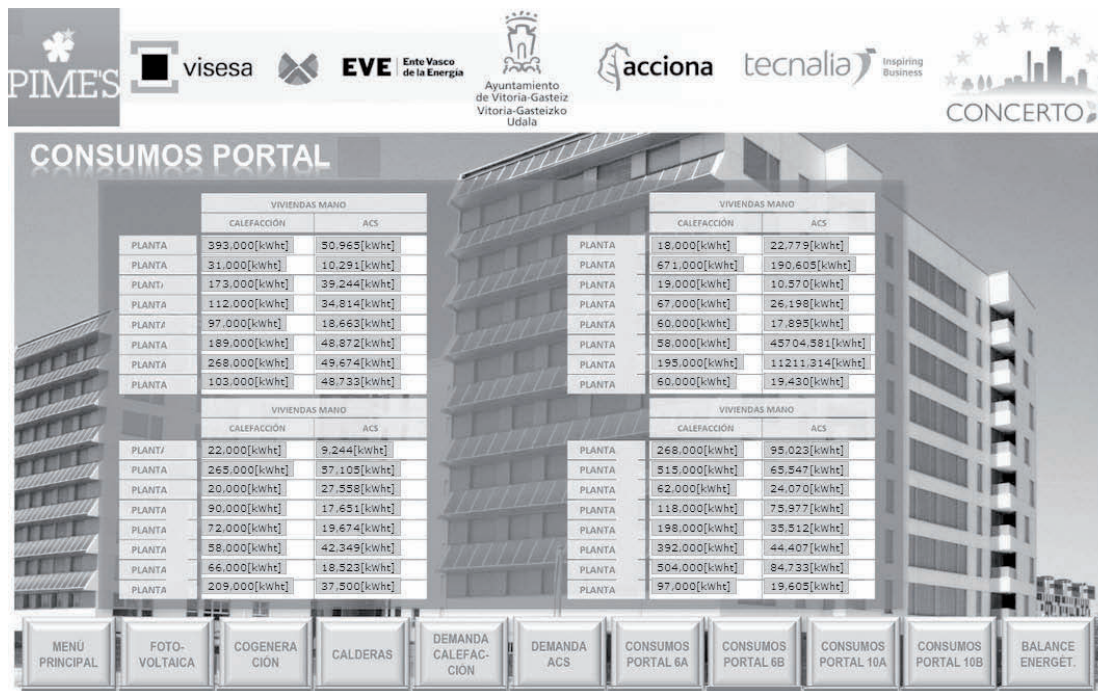 PIME'S
visesa
EVE Ente Vasco de la Energía
Ayuntamiento
de Vitoria-Gasteiz
Vitoria-Gasteizko
Udala
acciona
tecnalia Inspiring Business
CONCERTO
CONSUMOS PORTAL
VIVIENDAS MANO
CALEFACCIÓN ACS
PLANTA 393,000[kWht] 50,965[kWht]
PLANTA 31,000[kWht] 10,291[kWht]
PLANTA 173,000[kWht] 39,244[kWht]
PLANTA 112,000[kWht] 34,814[kWht]
PLANTA 97,000[kWht] 18,663[kWht]
PLANTA 189,000[kWht] 48,872[kWht]
PLANTA 268,000[kWht] 49,674[kWht]
PLANTA 103,000[kWht] 48,733[kWht]
VIVIENDAS MANO
CALEFACCIÓN ACS
PLANTA 18,000[kWht] 22,779[kWht]
PLANTA 671,000[kWht] 190,605[kWht]
PLANTA 19,000[kWht] 10,570[kWht]
PLANTA 67,000[kWht] 26,198[kWht]
PLANTA 60,000[kWht] 17,895[kWht]
PLANTA 58,000[kWht] 45704,581[kWht]
PLANTA 195,000[kWht] 11211,314[kWht]
PLANTA 60,000[kWht] 19,430[kWht]
VIVIENDAS MANO
CALEFACCIÓN ACS
PLANTA 22,000[kWht] 9,244[kWht]
PLANTA 265,000[kWht] 57,105[kWht]
PLANTA 20,000[kWht] 27,558[kWht]
PLANTA 90,000[kWht] 17,651[kWht]
PLANTA 72,000[kWht] 19,674[kWht]
PLANTA 58,000[kWht] 42,349[kWht]
PLANTA 66,000[kWht] 18,523[kWht]
PLANTA 209,000[kWht] 37,500[kWht]
VIVIENDAS MANO
CALEFACCIÓN ACS
PLANTA 268,000[kWht] 95,023[kWht]
PLANTA 515,000[kWht] 65,547[kWht]
PLANTA 62,000[kWht] 24,070[kWht]
PLANTA 118,000[kWht] 75,977[kWht]
PLANTA 198,000[kWht] 35,512[kWht]
PLANTA 392,000[kWht] 44,407[kWht]
PLANTA 504,000[kWht] 84,733[kWht]
PLANTA 97,000[kWht] 19,605[kWht]
MENÚ
PRINCIPAL
FOTO-
VOLTAICA
COGENERA
CIÓN
CALDERAS
DEMANDA
CALEFAC-
CIÓN
DEMANDA
ACS
CONSUMOS
PORTAL 6A
CONSUMOS
PORTAL 6B
CONSUMOS
PORTAL 10A
CONSUMOS
PORTAL 10B
BALANCE
ENERGÉT.